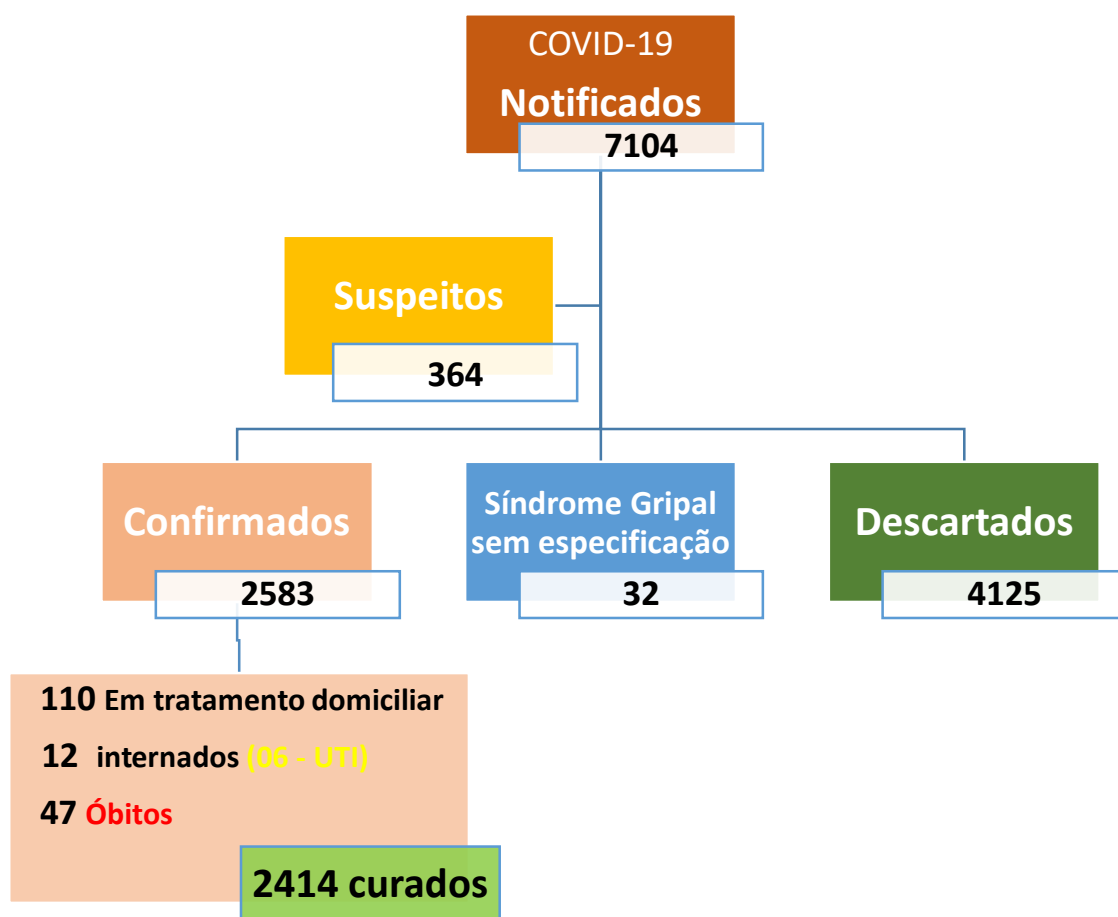 COVID-19
Notificados
7104
Suspeitos
364
Confirmados
2583
Síndrome Gripal
sem especificação
32
Descartados
4125
110 Em tratamento domiciliar
12 internados (06 - UTI)
47 Óbitos
2414 curados